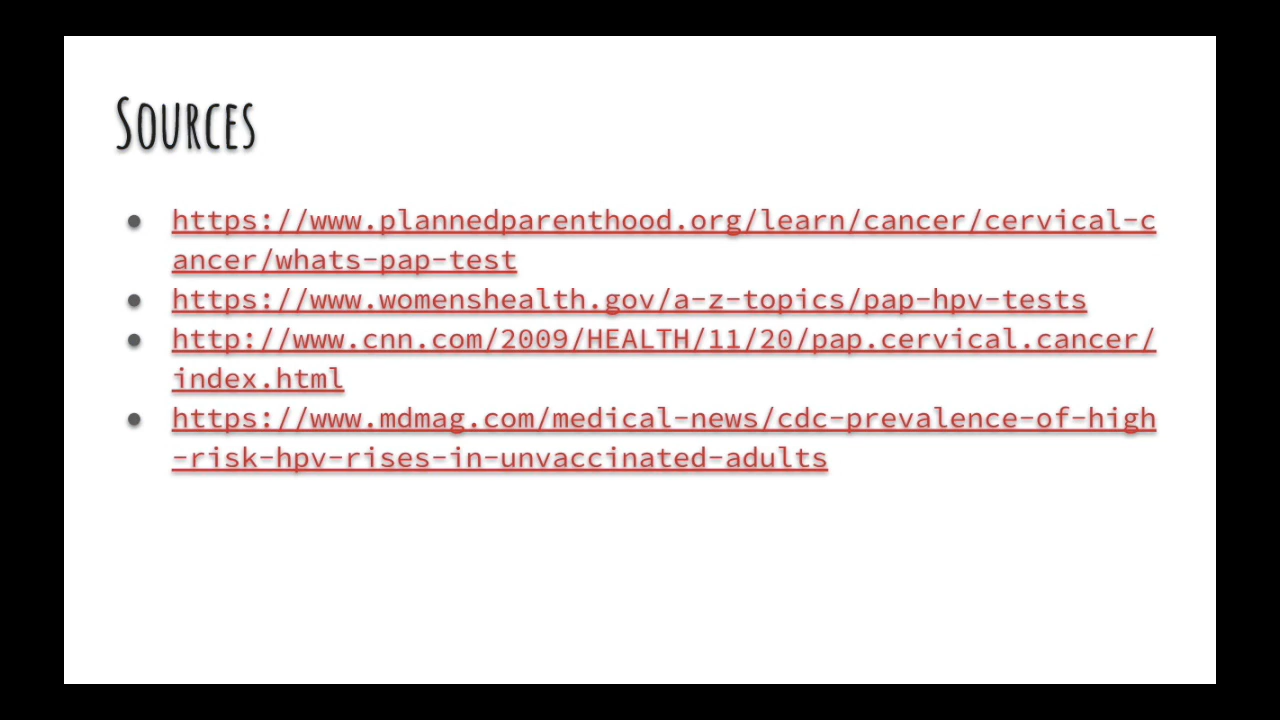 Sources
https://www.plannedparenthood.org/learn/cancer/cervical-c
ancer/whats-pap-test
https://www.womenshealth.gov/a-z-topics/pap-hpv-tests
http://www.cnn.com/2009/HEALTH/11/20/pap.cervical.cancer/
index.html
https://www.mdmag.com/medical-news/cdc-prevalence-of-high
-risk-hpv-rises-in-unvaccinated-adults